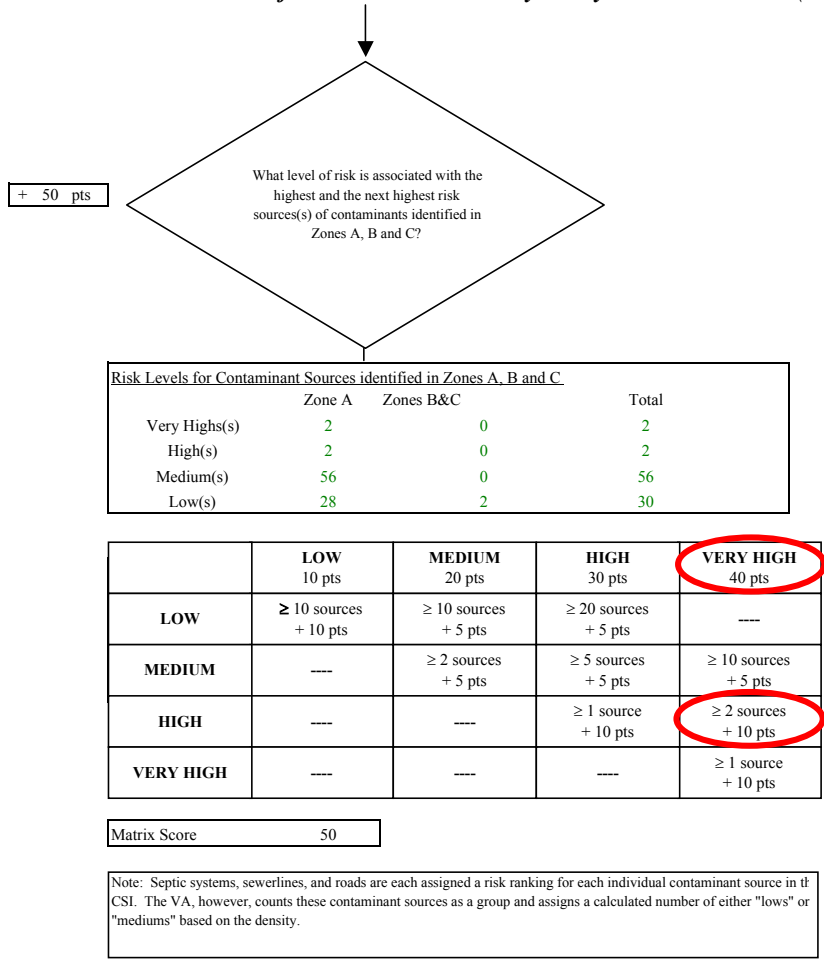 + 50 pts
What level of risk is associated with the
highest and the next highest risk
sources(s) of contaminants identified in
Zones A, B and C?
Risk Levels for Contaminant Sources identified in Zones A, B and C
Zone A Zones B&C Total
Very Highs(s) 2 0 2
High(s) 2 0 2
Medium(s) 56 0 56
Low(s) 28 2 30
LOW MEDIUM HIGH VERY HIGH
10 pts 20 pts 30 pts 40 pts
LOW ≥ 10 sources + 10 pts ≥ 10 sources + 5 pts ≥ 20 sources + 5 pts ----
MEDIUM ---- ≥ 2 sources + 5 pts ≥ 5 sources + 5 pts ≥ 10 sources + 5 pts
HIGH ---- ---- ≥ 1 source + 10 pts ≥ 2 sources + 10 pts
VERY HIGH ---- ---- ---- ≥ 1 source + 10 pts
Matrix Score 50
Note: Septic systems, sewerlines, and roads are each assigned a risk ranking for each individual contaminant source in th
CSI. The VA, however, counts these contaminant sources as a group and assigns a calculated number of either "lows" or
"mediums" based on the density.